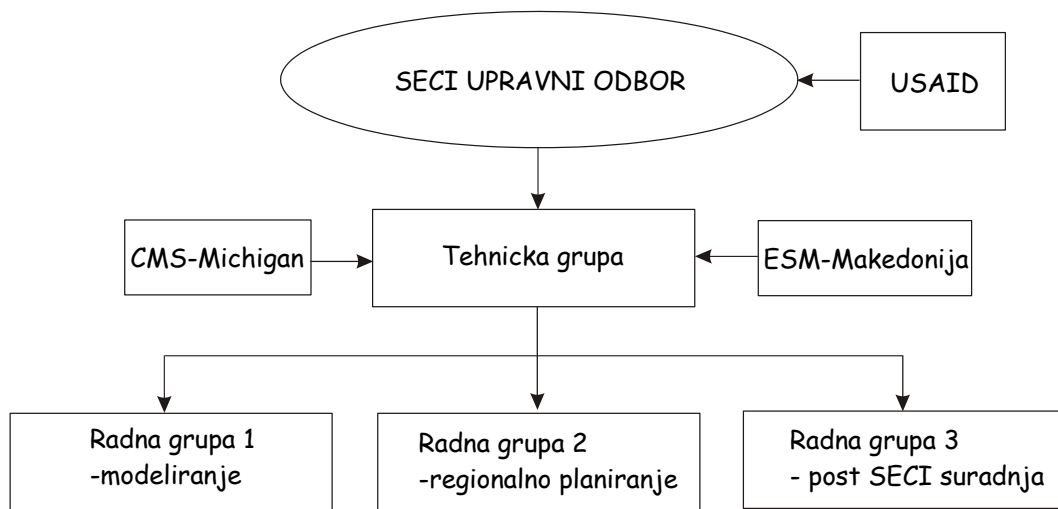 SECI UPRAVNI ODBOR
USAID
CMS-Michigan
Tehnicka grupa
ESM-Makedonija
Radna grupa 1
-modeliranje
Radna grupa 2
-regionalno planiranje
Radna grupa 3
- post SECI suradnja